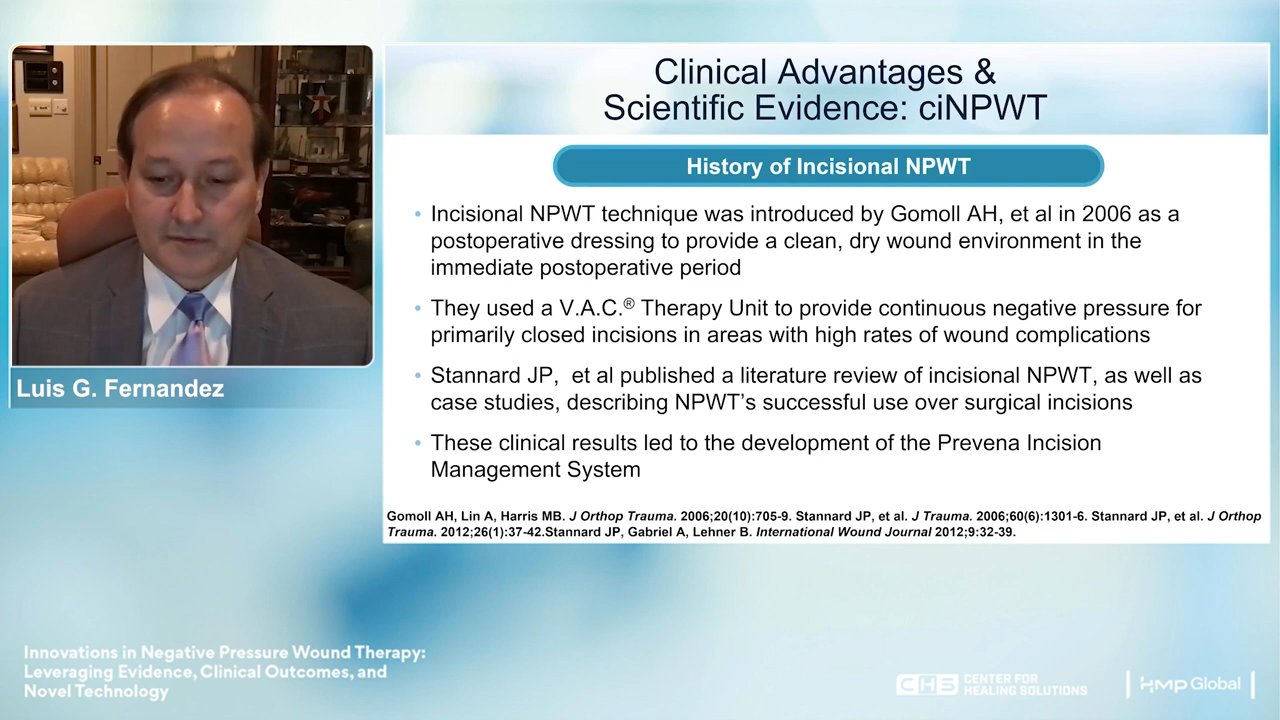 Clinical Advantages &
Scientific Evidence: ciNPWT
History of Incisional NPWT
• Incisional NPWT technique was introduced by Gomoll AH, et al in 2006 as a
postoperative dressing to provide a clean, dry wound environment in the
immediate postoperative period
• They used a V.A.C.® Therapy Unit to provide continuous negative pressure for
primarily closed incisions in areas with high rates of wound complications
• Stannard JP,  et al published a literature review of incisional NPWT, as well as
case studies, describing NPWT’s successful use over surgical incisions
• These clinical results led to the development of the Prevena Incision
Management System
Gomoll AH, Lin A, Harris MB. J Orthop Trauma. 2006;20(10):705-9. Stannard JP, et al. J Trauma. 2006;60(6):1301-6. Stannard JP, et al. J Orthop
Trauma. 2012;26(1):37-42.Stannard JP, Gabriel A, Lehner B. International Wound Journal 2012;9:32-39.
Luis G. Fernandez
Innovations in Negative Pressure Wound Therapy:
Leveraging Evidence, Clinical Outcomes, and
Novel Technology
CHS CENTER FOR
HEALING SOLUTIONS
HMP Global